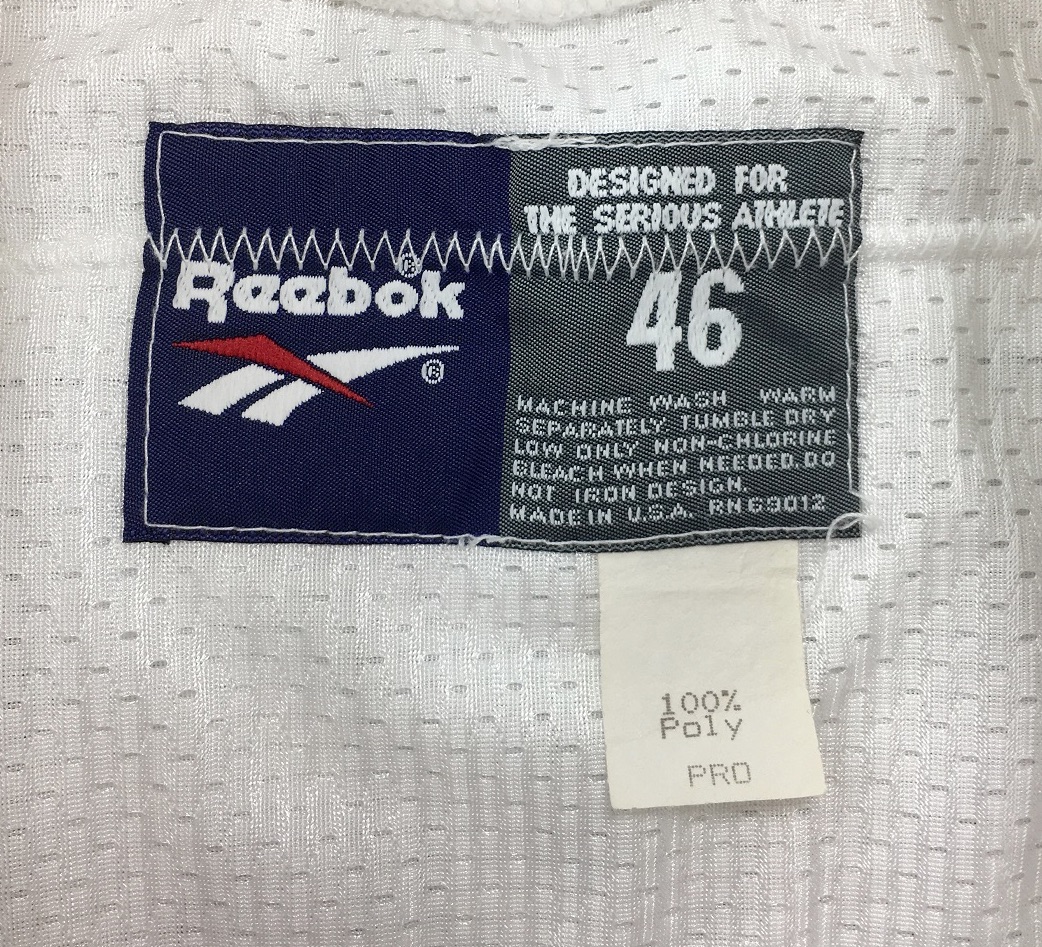 Reebok®
®
DESIGNED FOR
THE SERIOUS ATHLETE
46
MACHINE WASH WARM
SEPARATELY TUMBLE DRY
LOW ONLY NON-CHLORINE
BLEACH WHEN NEEDED. DO
NOT IRON DESIGN.
MADE IN U.S.A. RN69012
100%
Poly
PRO